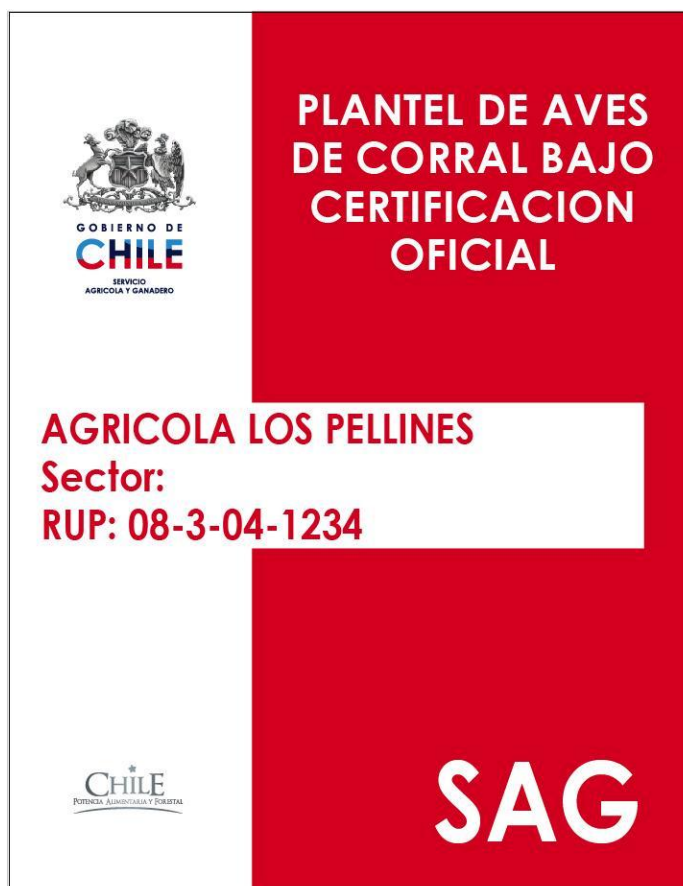 PLANTEL DE AVES
DE CORRAL BAJO
CERTIFICACION
OFICIAL
GOBIERNO DE
CHILE
SERVICIO
AGRICOLA Y GANADERO
AGRICOLA LOS PELLINES
Sector:
RUP: 08-3-04-1234
CHILE
POTENCIA ALIMENTARIA Y FORESTAL
SAG